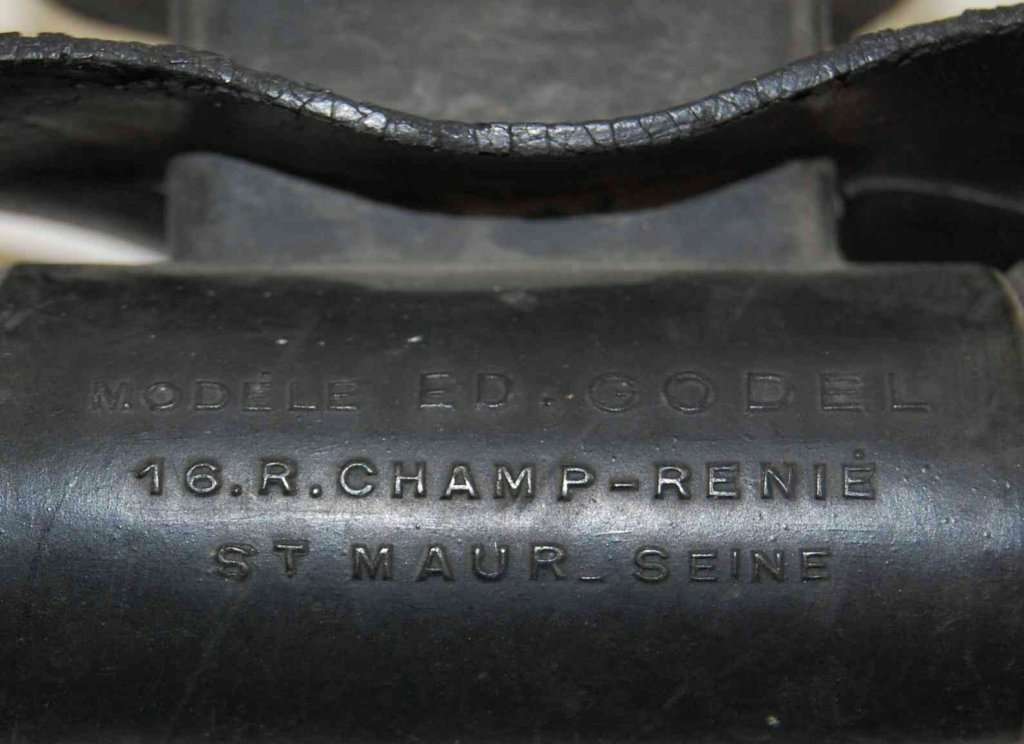 MODÈLE ED. GODEL
16.R.CHAMP-RENIÉ
ST MAUR_SEINE